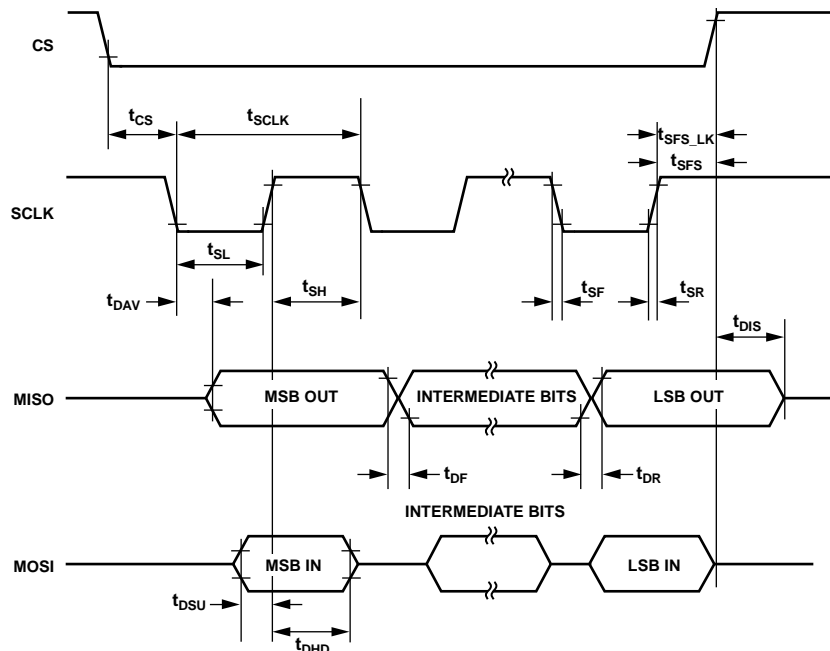 CS
tCS
tSCLK
tSFS_LK
tSFS
SCLK
tSL
tSH
tSF
tSR
tDAV
tDIS
MISO
MSB OUT
INTERMEDIATE BITS
LSB OUT
tDF
tDR
INTERMEDIATE BITS
MOSI
MSB IN
LSB IN
tDSU
tDHD